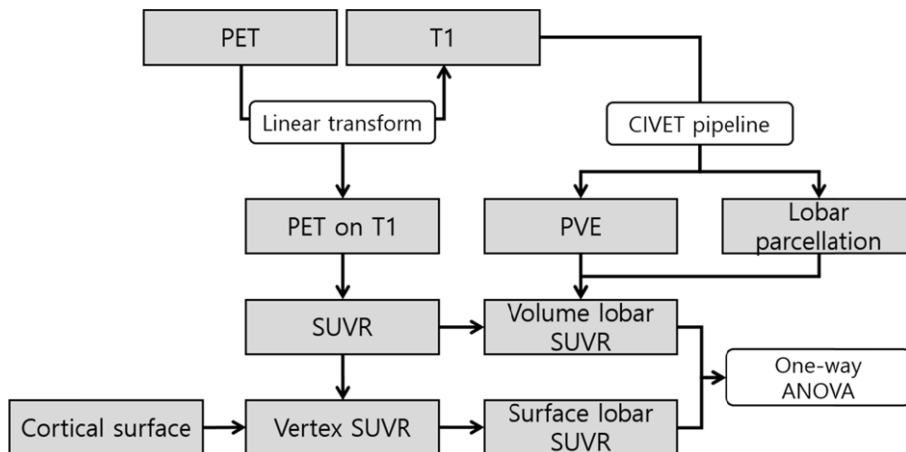 PET
T1
Linear transform
CIVET pipeline
PET on T1
PVE
Lobar
parcellation
SUVR
Volume lobar
SUVR
One-way
ANOVA
Cortical surface
Vertex SUVR
Surface lobar
SUVR